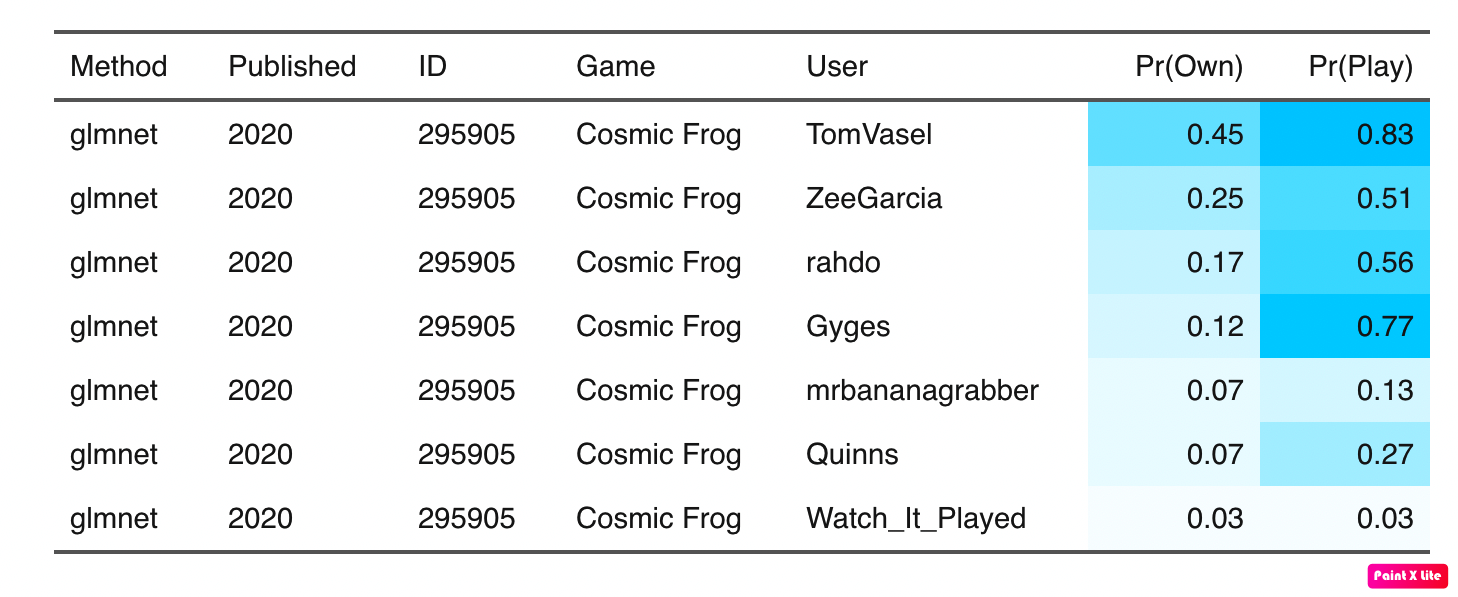 Method Published ID Game User Pr(Own) Pr(Play)
glmnet 2020 295905 Cosmic Frog TomVasel 0.45 0.83
glmnet 2020 295905 Cosmic Frog ZeeGarcia 0.25 0.51
glmnet 2020 295905 Cosmic Frog rahdo 0.17 0.56
glmnet 2020 295905 Cosmic Frog Gyges 0.12 0.77
glmnet 2020 295905 Cosmic Frog mrbananagrabber 0.07 0.13
glmnet 2020 295905 Cosmic Frog Quinns 0.07 0.27
glmnet 2020 295905 Cosmic Frog Watch_It_Played 0.03 0.03
Paint X Lite